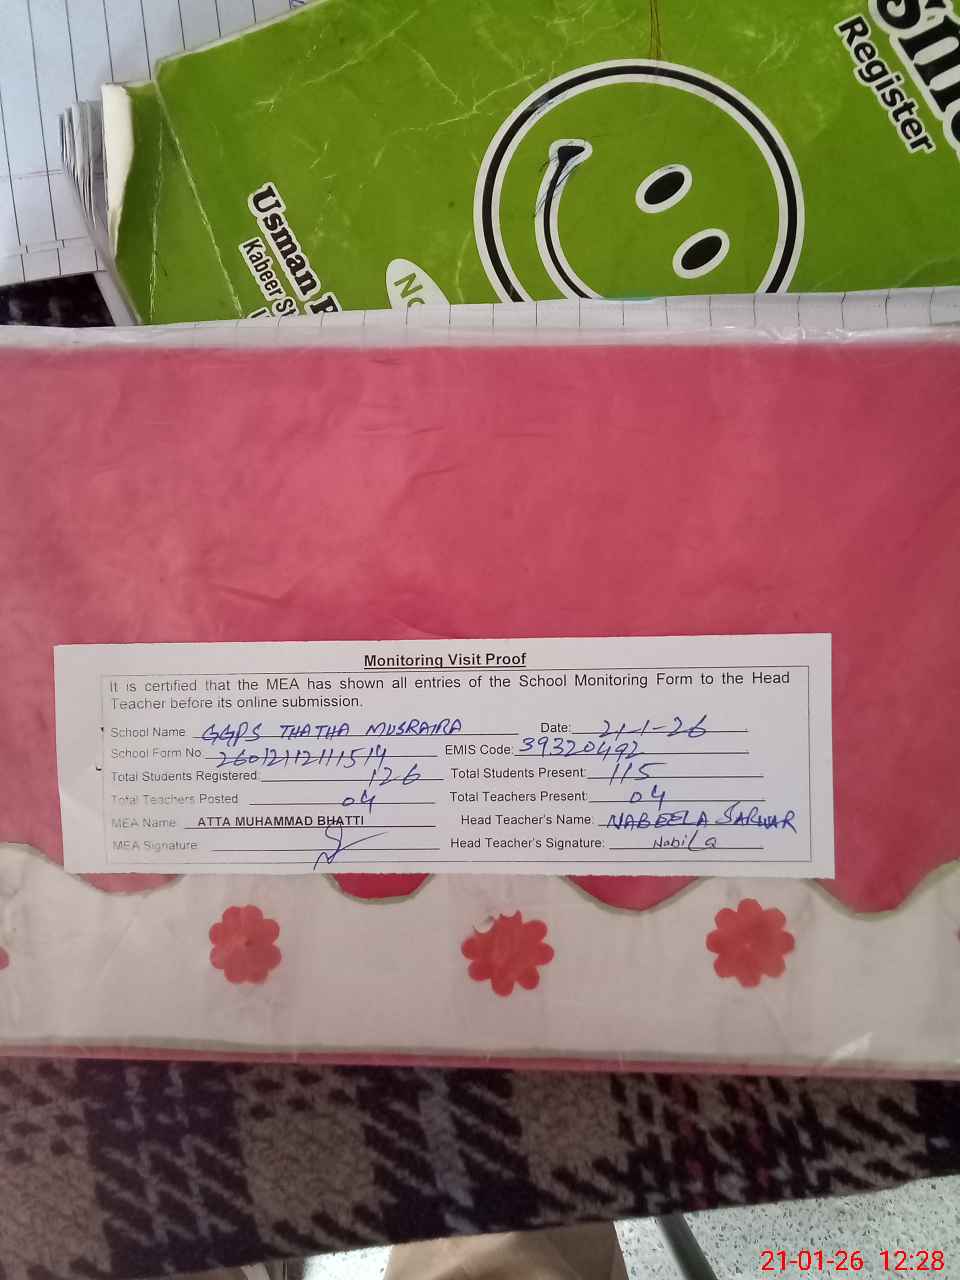 Register
Usman
Kabeer
Monitoring Visit Proof
It is certified that the MEA has shown all entries of the School Monitoring Form to the Head
Teacher before its online submission.
School Name GGPS THATHA MUSRAIRA Date: 21-1-26
School Form No. EMIS Code: 39320492
Total Students Registered: 126 Total Students Present: 115
Total Teachers Posted 04 Total Teachers Present: 04
MEA Name: ATTA MUHAMMAD BHATTI Head Teacher's Name: NABEELA SARWAR
MEA Signature: Head Teacher's Signature: Nabila
21-01-26 12:28